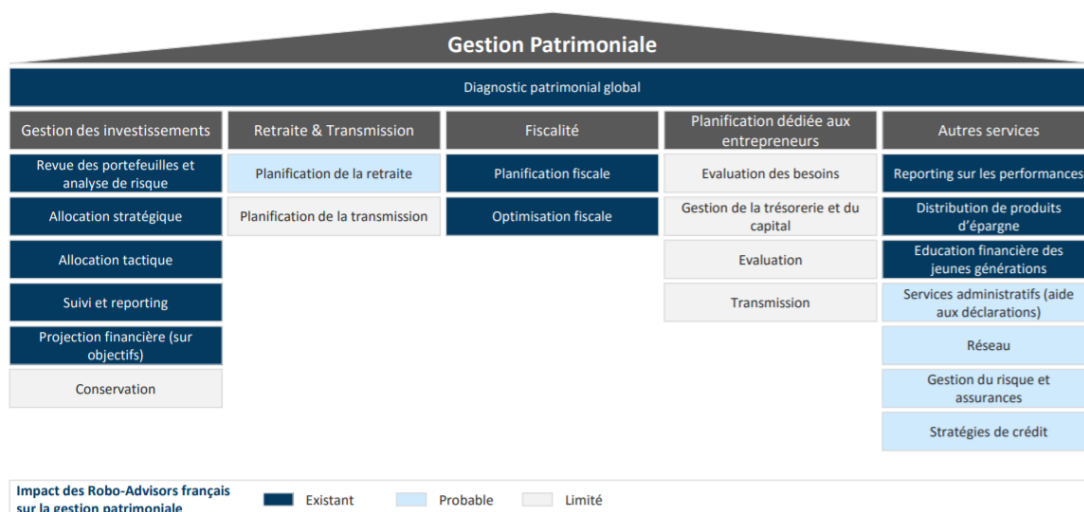 Gestion Patrimoniale
Diagnostic patrimonial global
Gestion des investissements
Retraite & Transmission
Fiscalité
Planification dédiée aux
entrepreneurs
Autres services
Revue des portefeuilles et
analyse de risque
Planification de la retraite
Planification fiscale
Evaluation des besoins
Reporting sur les performances
Allocation stratégique
Planification de la transmission
Optimisation fiscale
Gestion de la trésorerie et du
capital
Distribution de produits
d'épargne
Allocation tactique
Evaluation
Education financière des
jeunes générations
Suivi et reporting
Transmission
Services administratifs (aide
aux déclarations)
Projection financière (sur
objectifs)
Réseau
Conservation
Gestion du risque et
assurances
Stratégies de crédit
Impact des Robo-Advisors français
sur la gestion patrimoniale
Existant
Probable
Limité